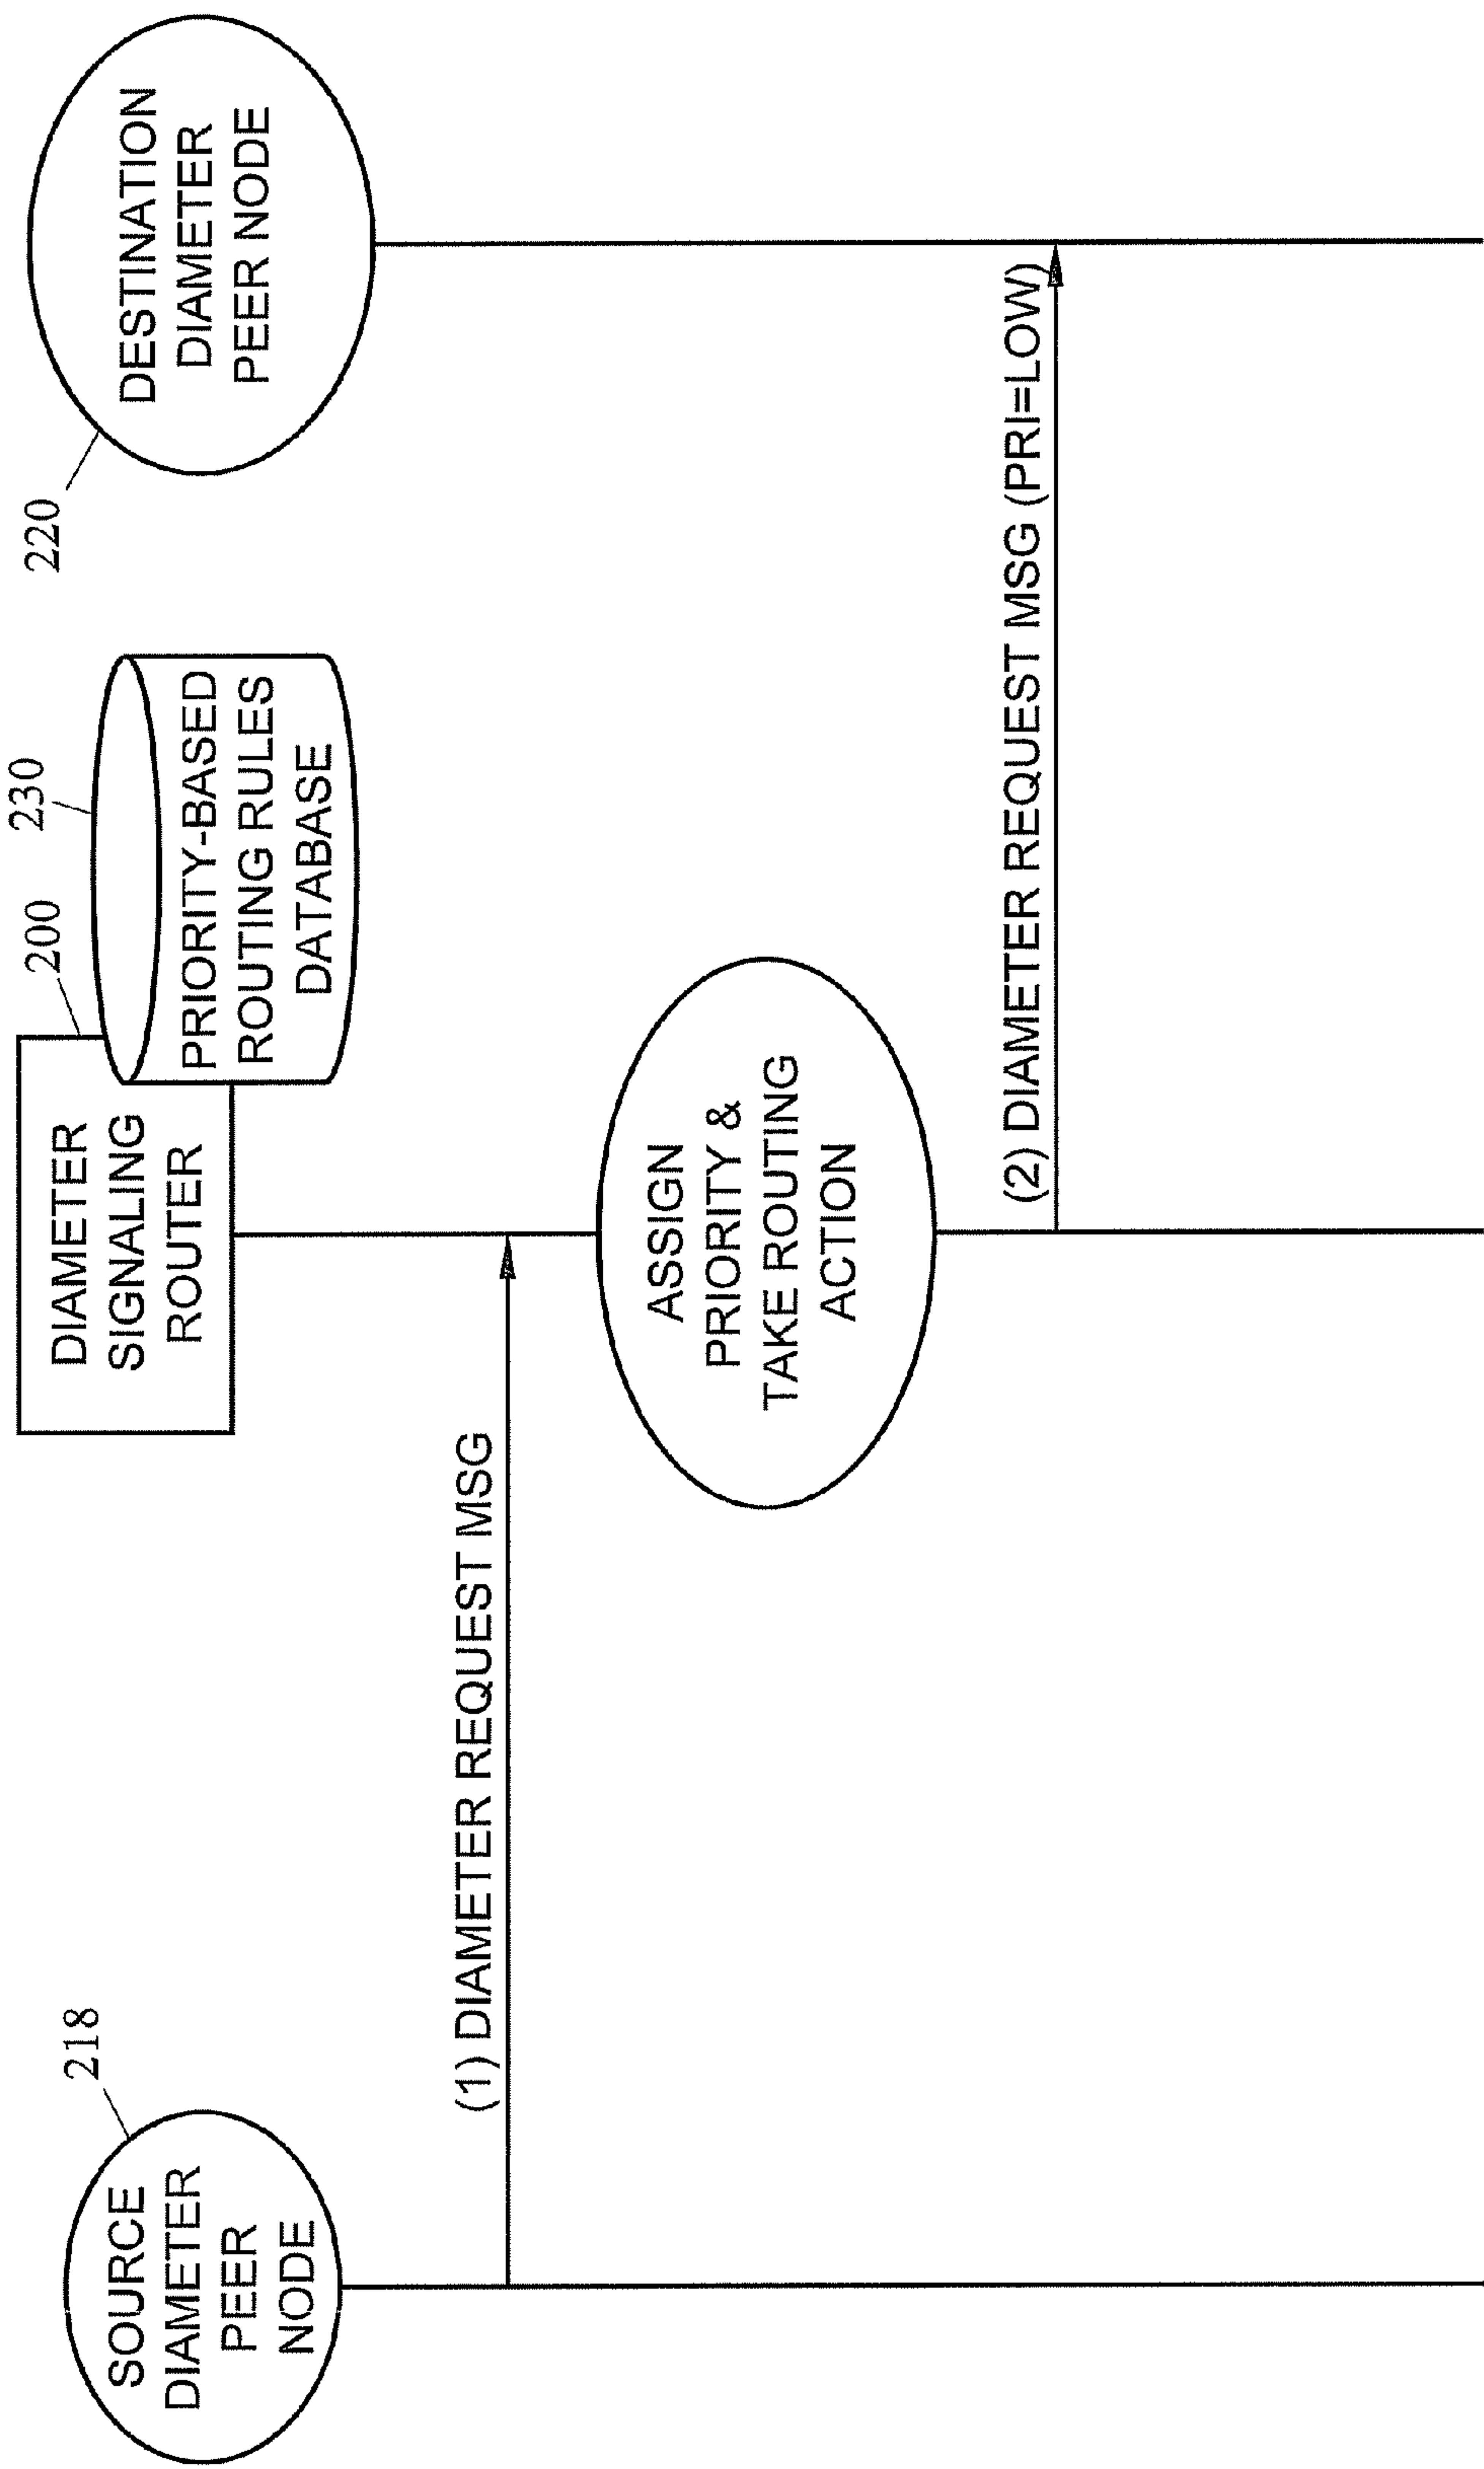 218
SOURCE
DIAMETER
PEER
NODE
200
DIAMETER
SIGNALING
ROUTER
230
PRIORITY-BASED
ROUTING RULES
DATABASE
220
DESTINATION
DIAMETER
PEER NODE
(1) DIAMETER REQUEST MSG
ASSIGN
PRIORITY &
TAKE ROUTING
ACTION
(2) DIAMETER REQUEST MSG (PRI=LOW)